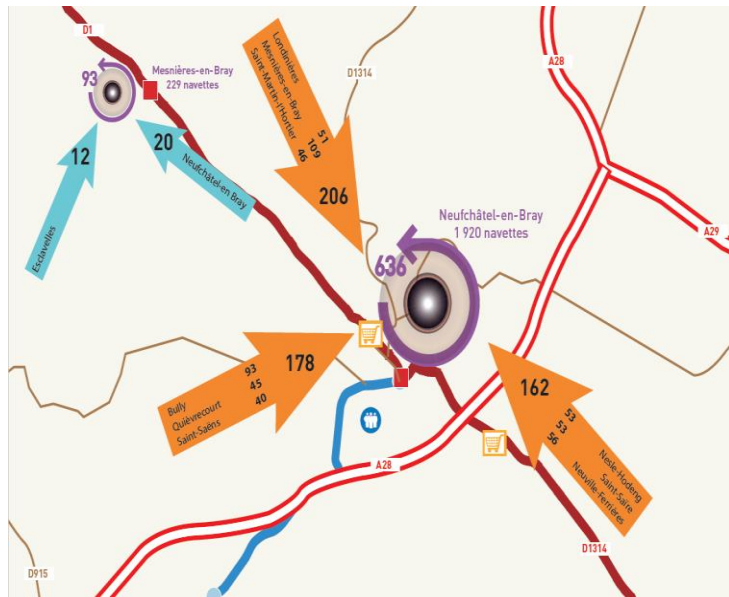 D1
93
Mesnières-en-Bray
229 navettes
12
Esclavelles
20
Neufchâtel-en Bray
Londinières 51
Mesnières-en-Bray 109
Saint-Martin-l'Hortier 46
206
D1314
A28
A29
Neufchâtel-en-Bray
1 920 navettes
636
Bully 93
Quièvrecourt 45
Saint-Saëns 40
178
162
53 Nesle-Hodeng
53 Saint-Saire
56 Neuville-Ferrières
A28
D1314
D915